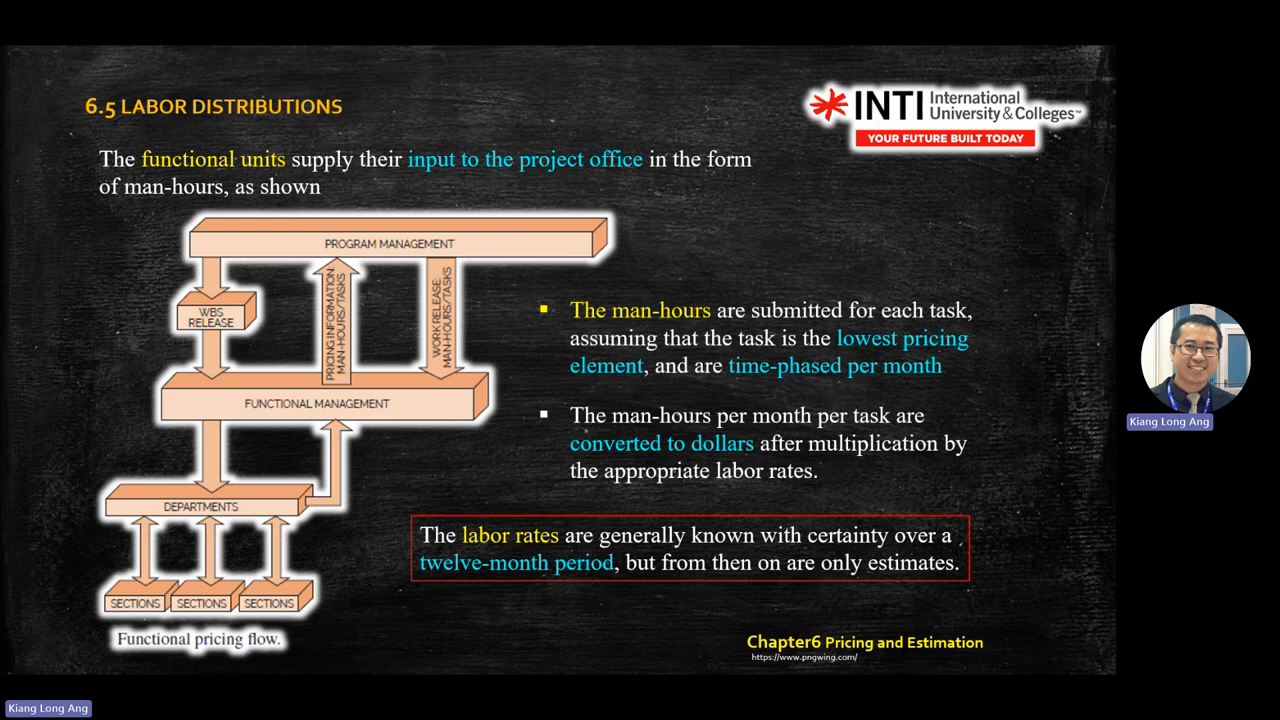 6.5 LABOR DISTRIBUTIONS
INTI International
University & Colleges™
YOUR FUTURE BUILT TODAY
The functional units supply their input to the project office in the form
of man-hours, as shown
PROGRAM MANAGEMENT
WBS
RELEASE
PRICING INFORMATION
MAN-HOURS/TASKS
WORK RELEASE
MAN-HOURS/TASKS
FUNCTIONAL MANAGEMENT
DEPARTMENTS
SECTIONS SECTIONS SECTIONS
Functional pricing flow.
The man-hours are submitted for each task,
assuming that the task is the lowest pricing
element, and are time-phased per month
The man-hours per month per task are
converted to dollars after multiplication by
the appropriate labor rates.
The labor rates are generally known with certainty over a
twelve-month period, but from then on are only estimates.
Chapter6 Pricing and Estimation
https://www.pngwing.com/
Kiang Long Ang
Kiang Long Ang